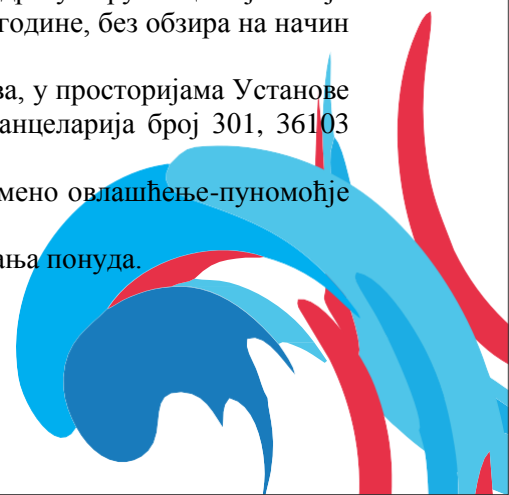 године, без обзира на начин
ва, у просторијама Установе
анцеларија број 301, 36103
мено овлашћење-пуномоћје
ања понуда.